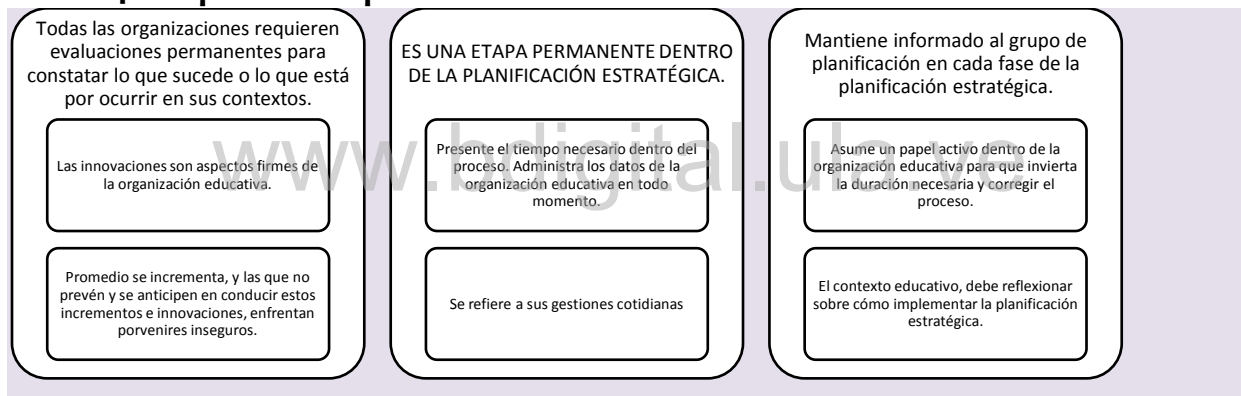 Todas las organizaciones requieren
evaluaciones permanentes para
constatar lo que sucede o lo que está
por ocurrir en sus contextos.
Las innovaciones son aspectos firmes de
la organización educativa.
Promedio se incrementa, y las que no
prevén y se anticipen en conducir estos
incrementos e innovaciones, enfrentan
porvenires inseguros.
ES UNA ETAPA PERMANENTE DENTRO
DE LA PLANIFICACIÓN ESTRATÉGICA.
Presente el tiempo necesario dentro del
proceso. Administra los datos de la
organización educativa en todo
momento.
Se refiere a sus gestiones cotidianas
Mantiene informado al grupo de
planificación en cada fase de la
planificación estratégica.
Asume un papel activo dentro de la
organización educativa para que invierta
la duración necesaria y corregir el
proceso.
El contexto educativo, debe reflexionar
sobre cómo implementar la planificación
estratégica.
www.bdigital.ula.ve